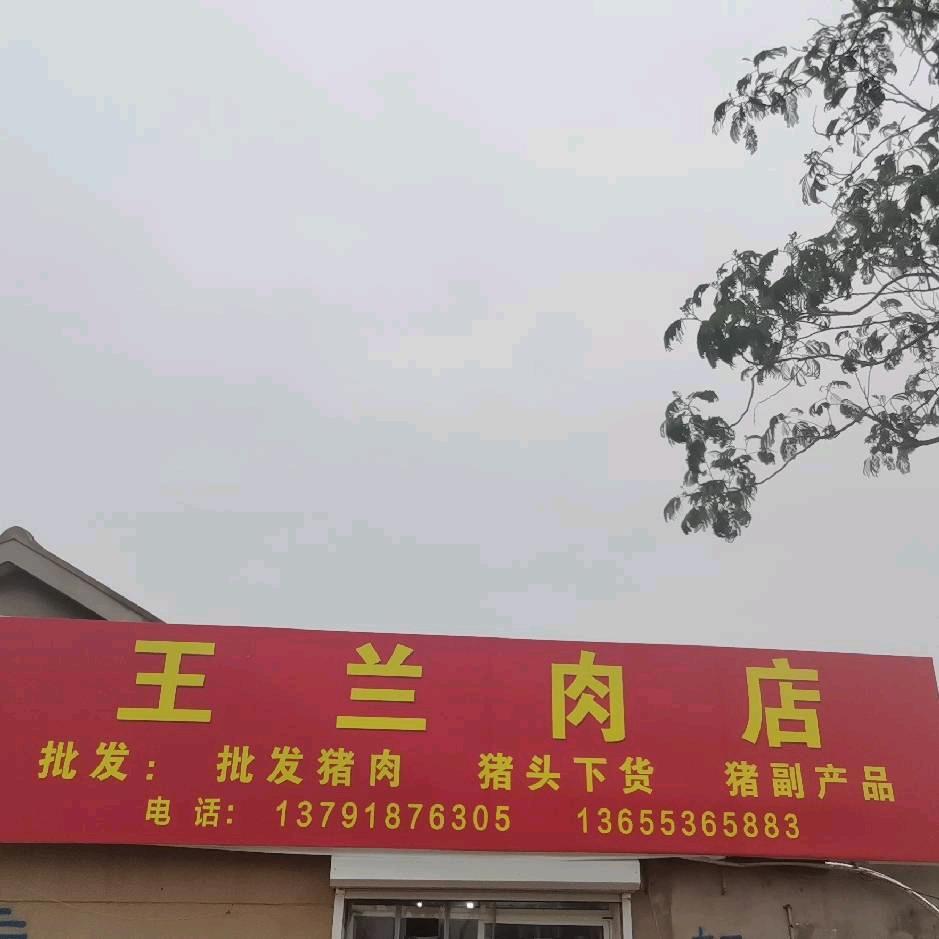 王兰肉店
批发： 批发猪肉 猪头下货 猪副产品
电话： 13791876305 13655365883